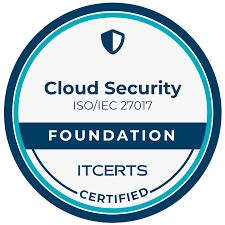 Cloud Security
ISO/IEC 27017
FOUNDATION
ITCERTS
CERTIFIED